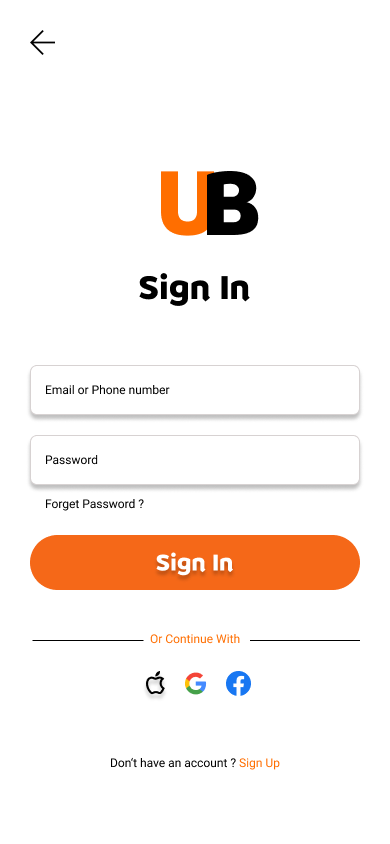 UB
Sign In
Email or Phone number
Password
Forget Password ?
Sign In
Or Continue With
Don't have an account ? Sign Up